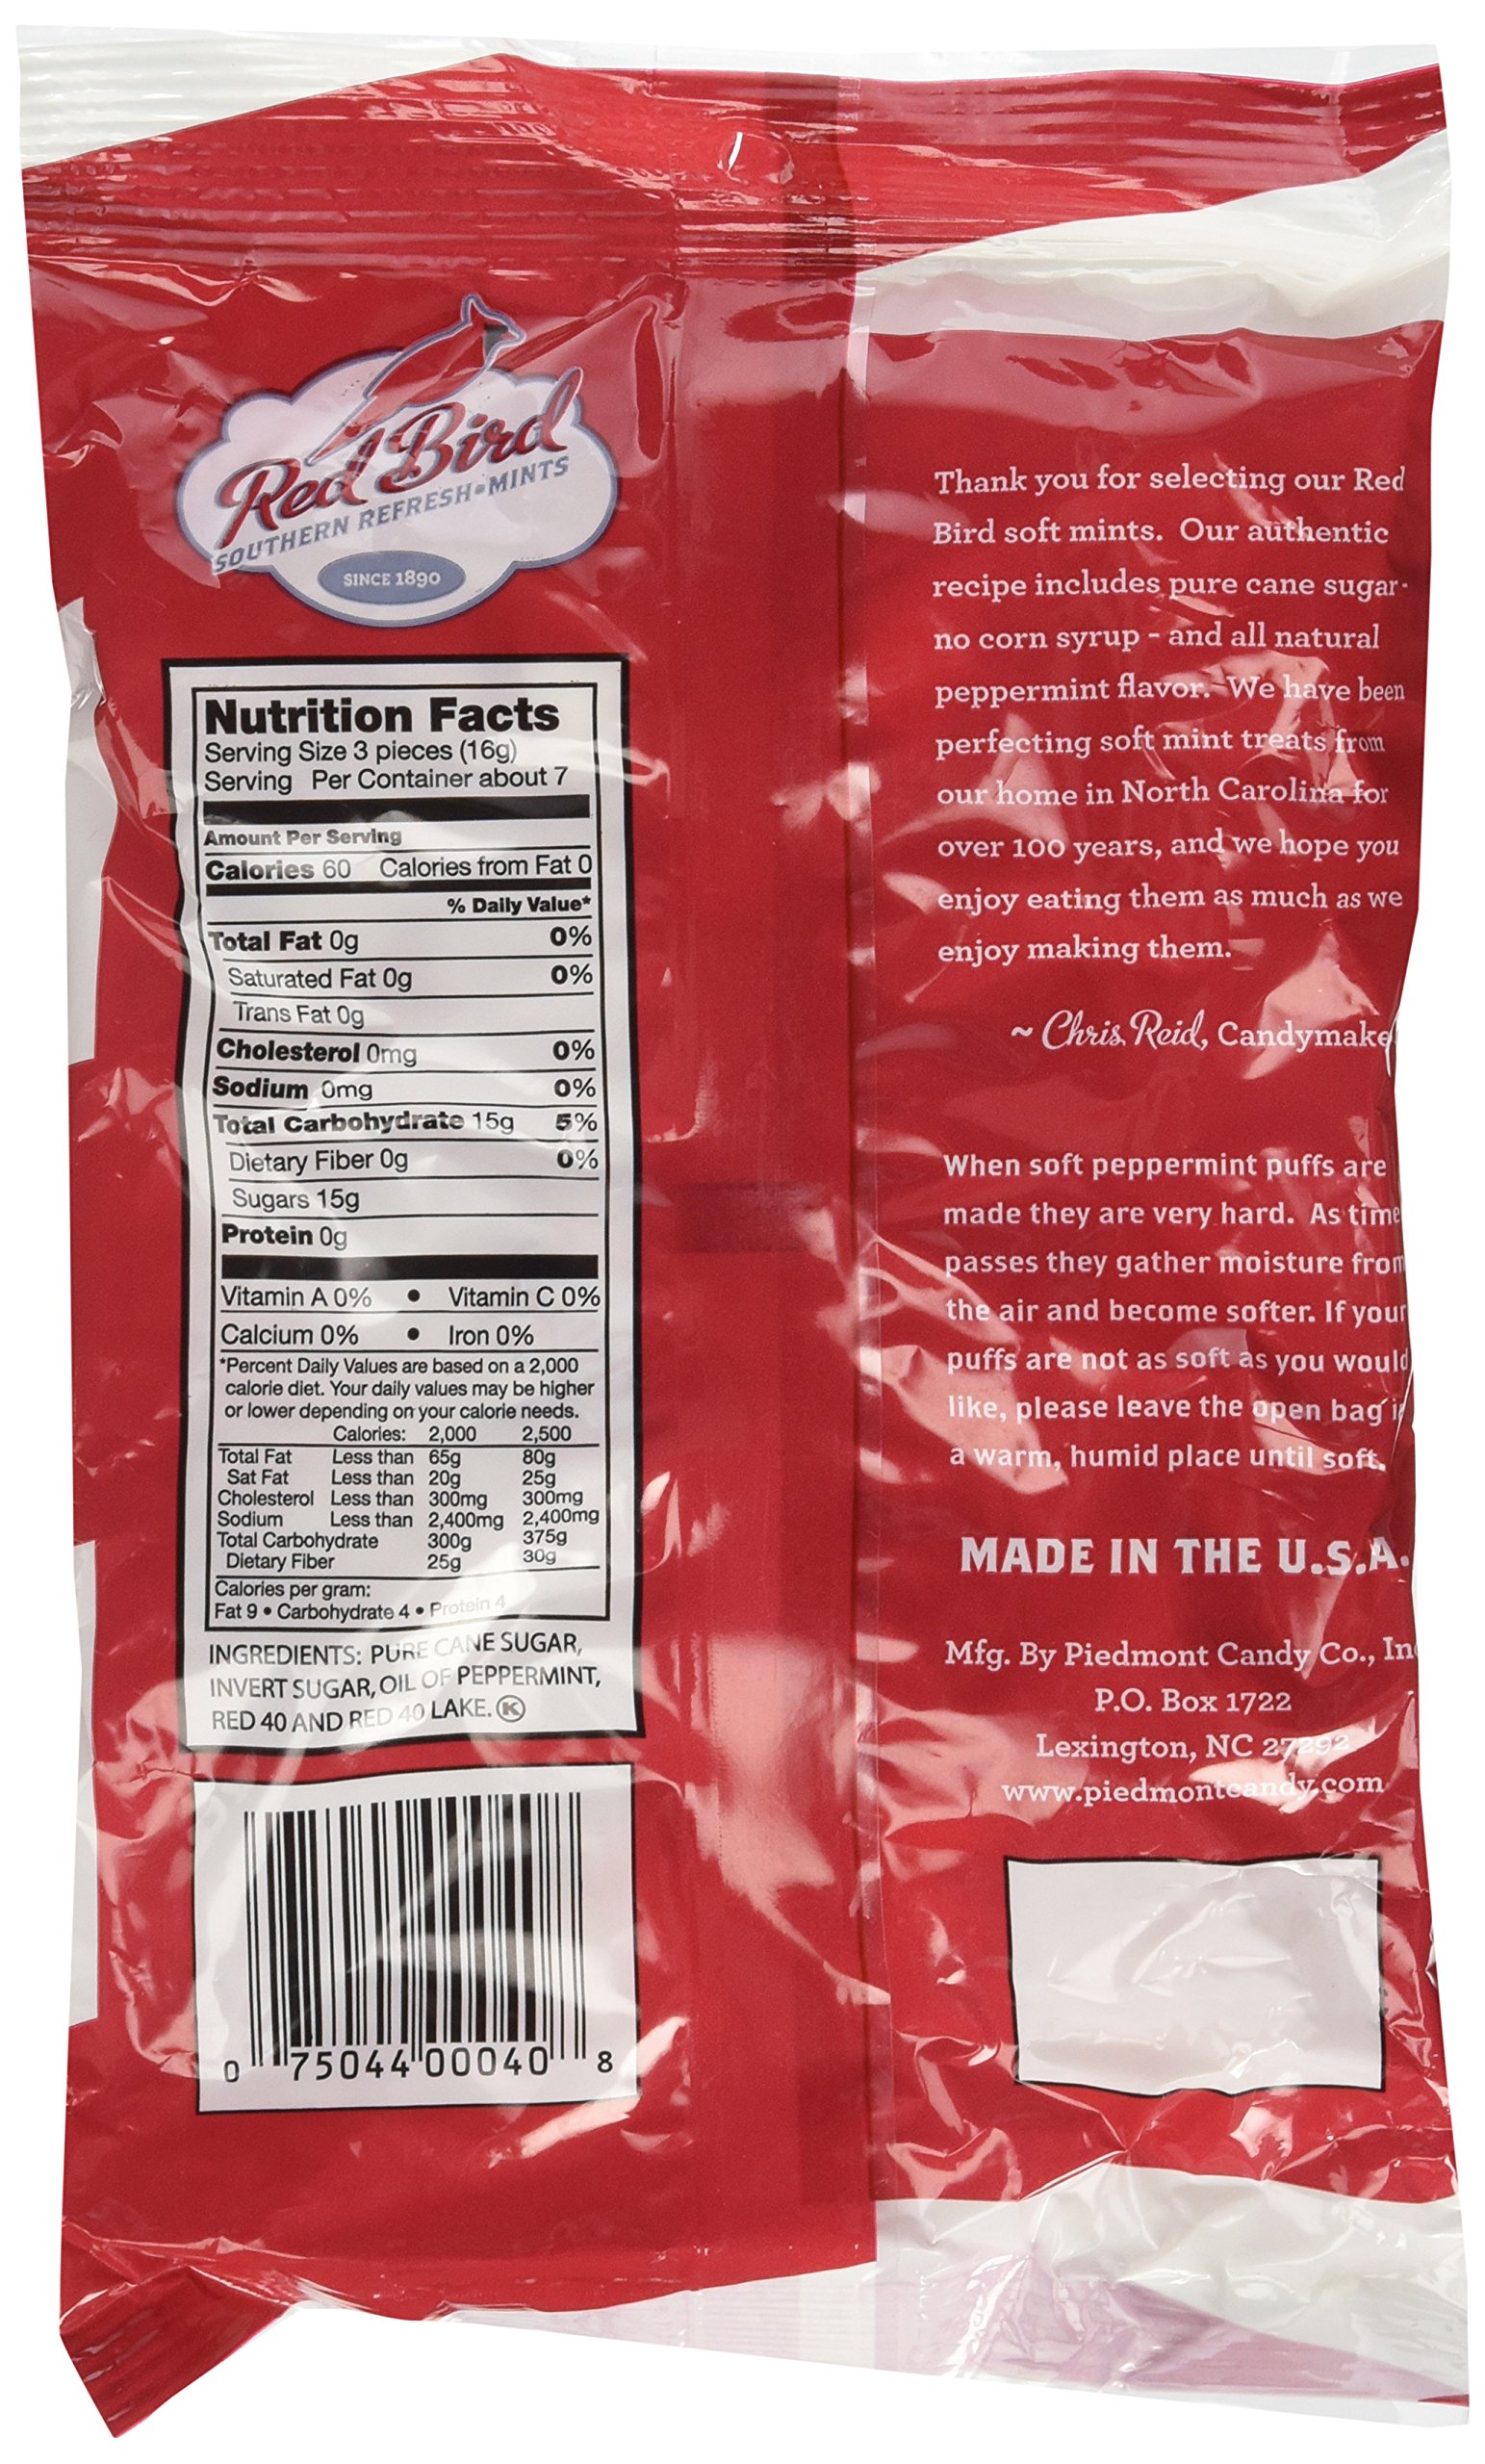 Red Bird
SOUTHERN REFRESH-MINTS
SINCE 1890
Nutrition Facts
Serving Size 3 pieces (16g)
Serving Per Container about 7
Amount Per Serving
Calories 60 Calories from Fat 0
% Daily Value*
Total Fat 0g 0%
Saturated Fat 0g 0%
Trans Fat 0g
Cholesterol 0mg 0%
Sodium 0mg 0%
Total Carbohydrate 15g 5%
Dietary Fiber 0g 0%
Sugars 15g
Protein 0g
Vitamin A 0% • Vitamin C 0%
Calcium 0% • Iron 0%
*Percent Daily Values are based on a 2,000
calorie diet. Your daily values may be higher
or lower depending on your calorie needs.
Calories: 2,000 2,500
Total Fat Less than 65g 80g
Sat Fat Less than 20g 25g
Cholesterol Less than 300mg 300mg
Sodium Less than 2,400mg 2,400mg
Total Carbohydrate 300g 375g
Dietary Fiber 25g 30g
Calories per gram:
Fat 9 • Carbohydrate 4 • Protein 4
INGREDIENTS: PURE CANE SUGAR,
INVERT SUGAR, OIL OF PEPPERMINT,
RED 40 AND RED 40 LAKE. K
0 75044 00040 8
Thank you for selecting our Red
Bird soft mints. Our authentic
recipe includes pure cane sugar-
no corn syrup - and all natural
peppermint flavor. We have been
perfecting soft mint treats from
our home in North Carolina for
over 100 years, and we hope you
enjoy eating them as much as we
enjoy making them.
~ Chris Reid, Candymake
When soft peppermint puffs are
made they are very hard. As time
passes they gather moisture from
the air and become softer. If your
puffs are not as soft as you would
like, please leave the open bag i
a warm, humid place until soft.
MADE IN THE U.S.A.
Mfg. By Piedmont Candy Co., In
P.O. Box 1722
Lexington, NC 27292
www.piedmontcandy.com